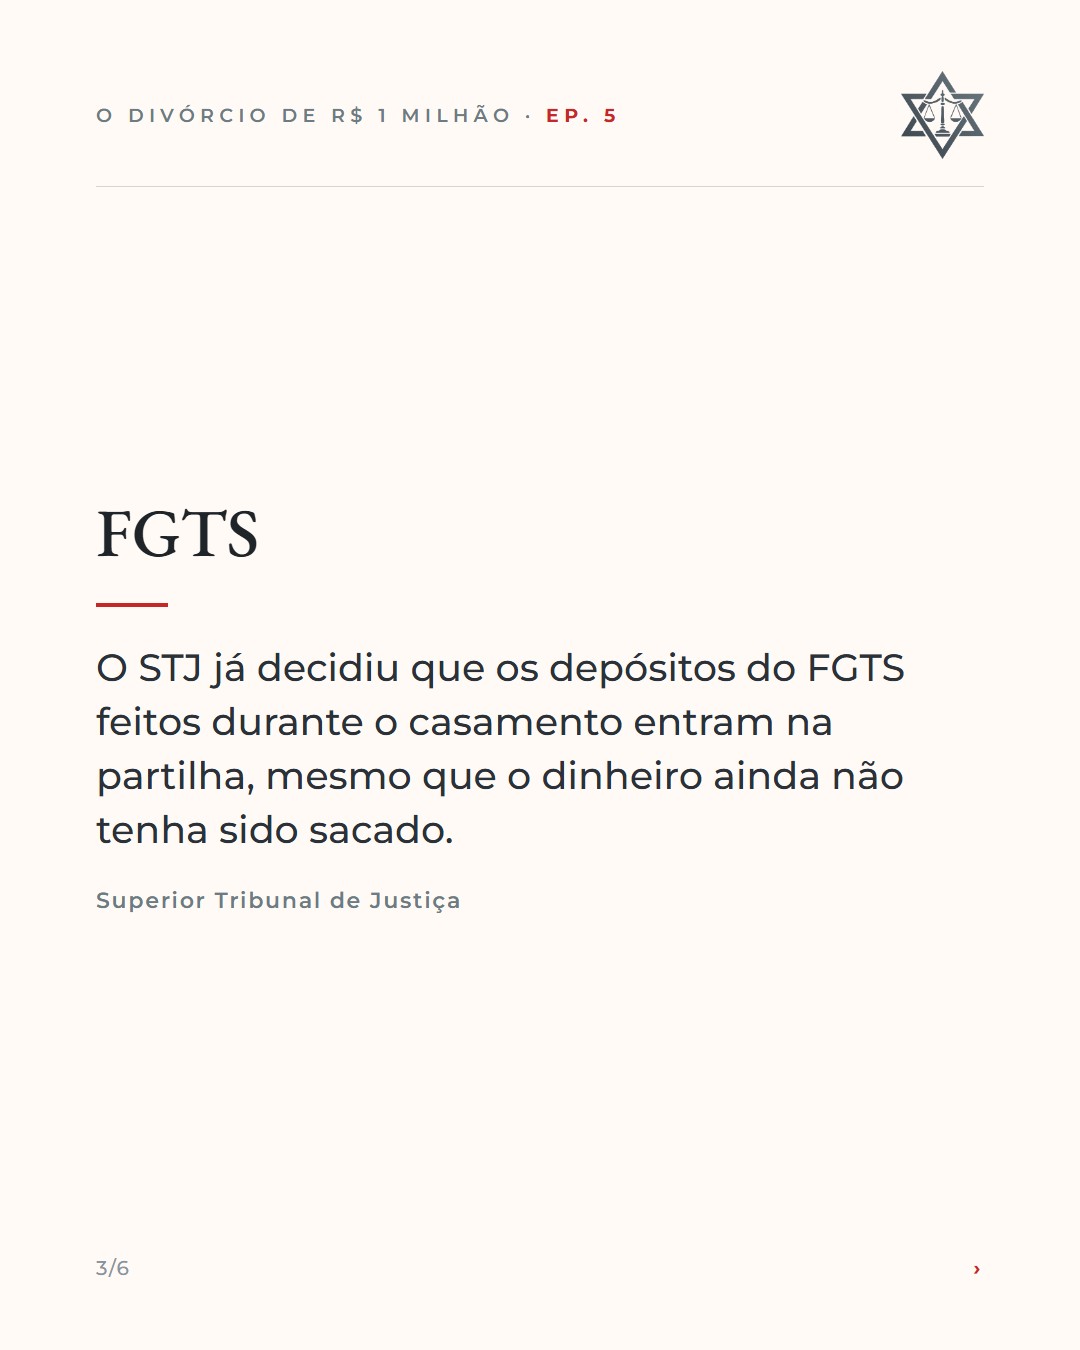 O DIVÓRCIO DE R$ 1 MILHÃO · EP. 5
FGTS
O STJ já decidiu que os depósitos do FGTS
feitos durante o casamento entram na
partilha, mesmo que o dinheiro ainda não
tenha sido sacado.
Superior Tribunal de Justiça
3/6
›